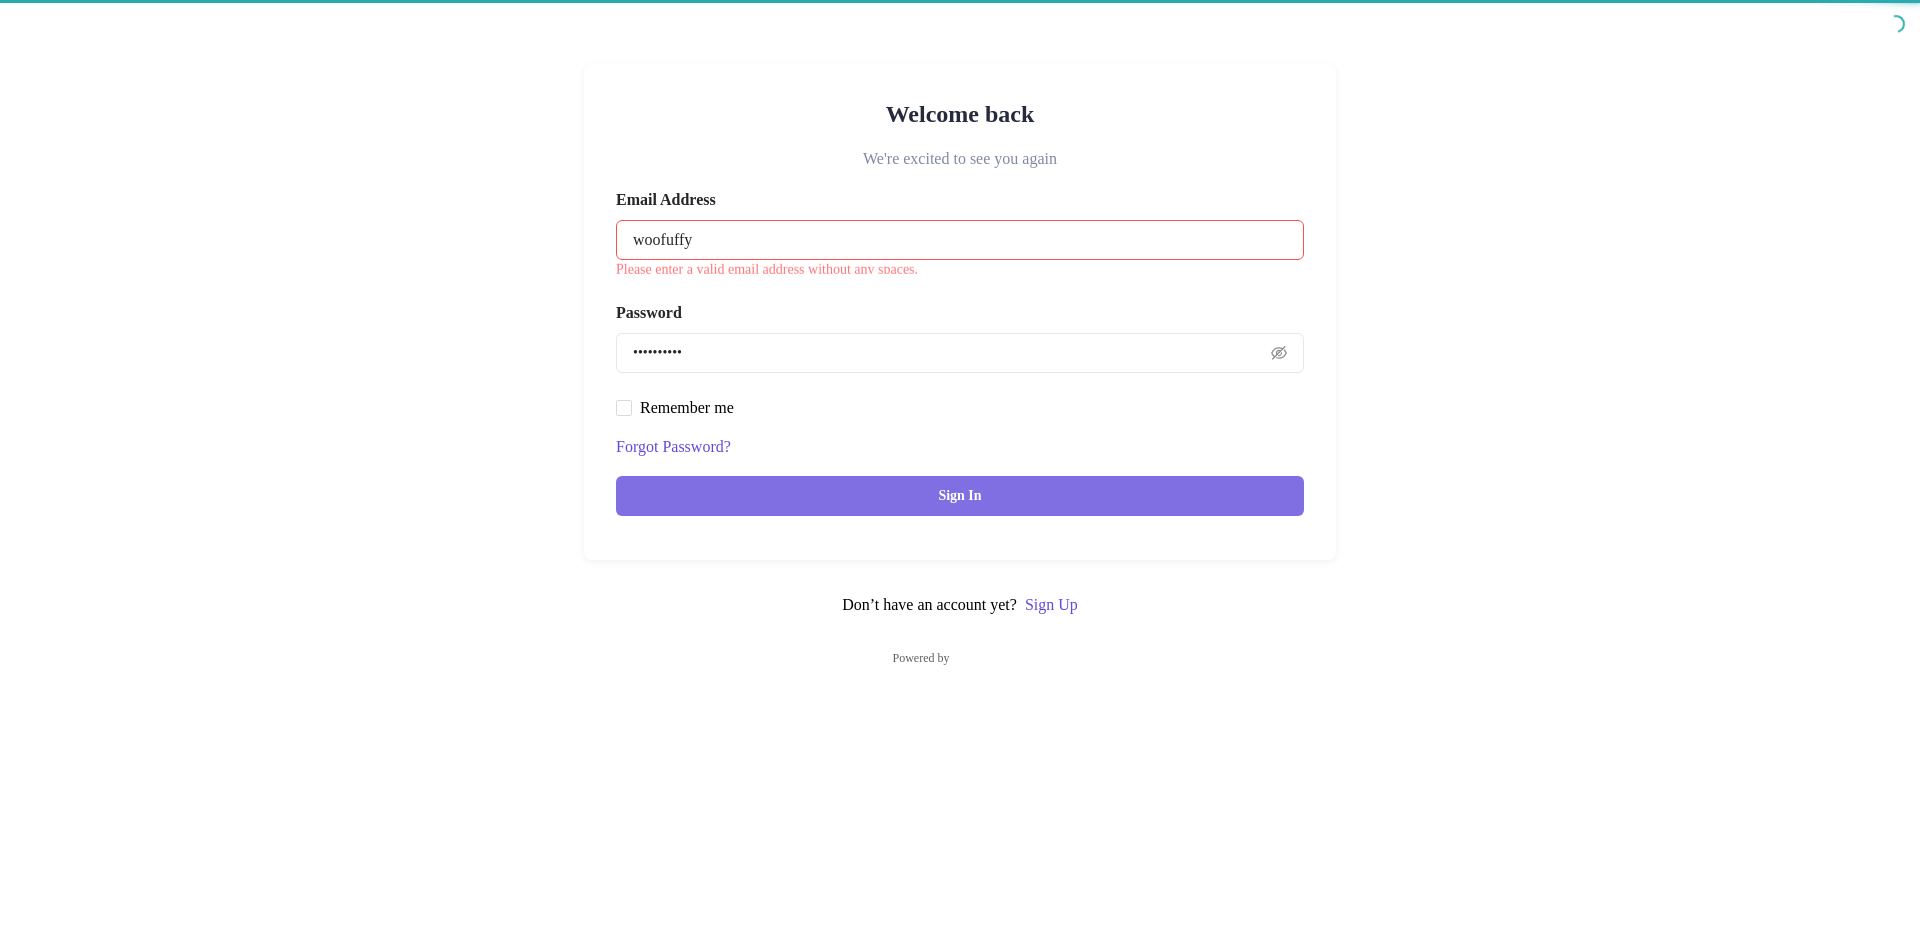 Welcome back
We're excited to see you again
Email Address
woofuffy
Please enter a valid email address without any spaces.
Password
••••••••••
Remember me
Forgot Password?
Sign In
Don’t have an account yet? Sign Up
Powered by